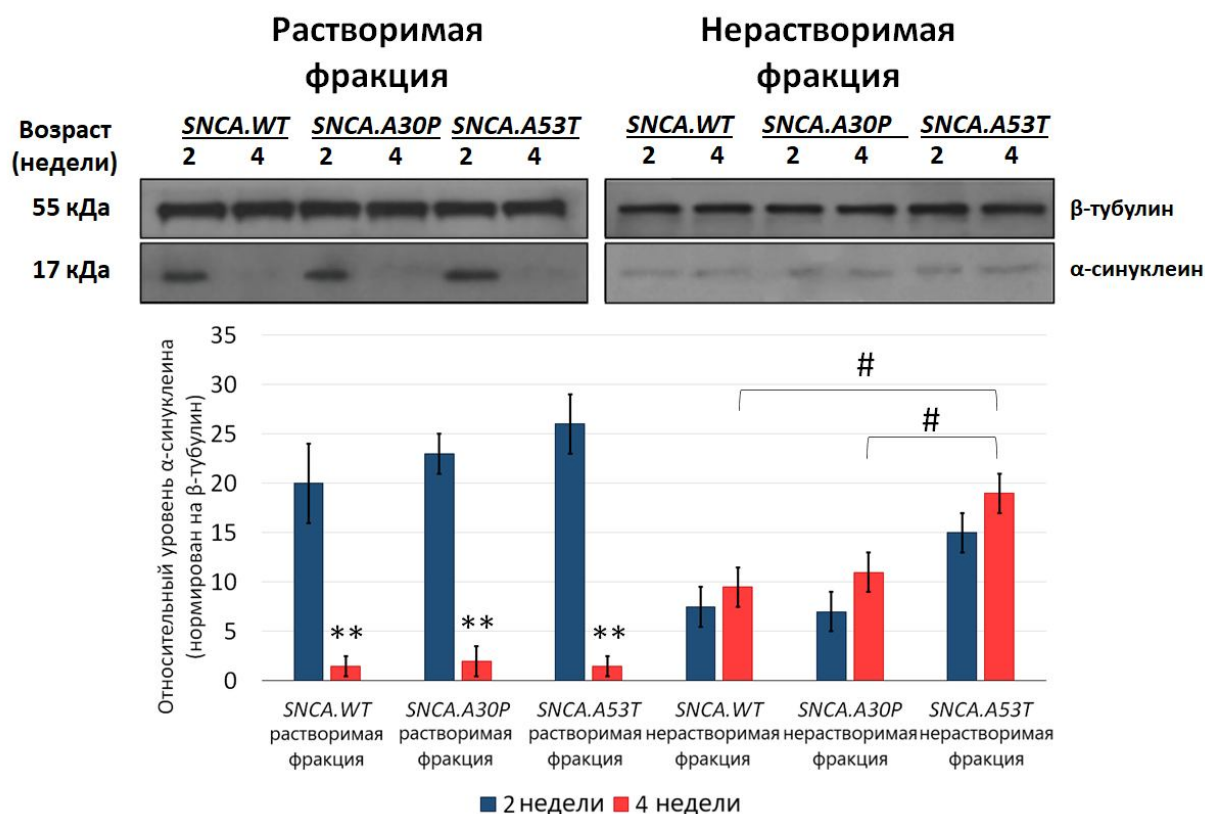 Растворимая
фракция
Нерастворимая
фракция
Возраст
(недели)
SNCA.WT SNCA.A30P SNCA.A53T
2 4 2 4 2 4
SNCA.WT SNCA.A30P SNCA.A53T
2 4 2 4 2 4
55 кДа
β-тубулин
17 кДа
α-синуклеин
Относительный уровень α-синуклеина
(нормирован на β-тубулин)
35
30
25
20
15
10
5
0
**
**
**
#
#
SNCA.WT
растворимая
фракция
SNCA.A30P
растворимая
фракция
SNCA.A53T
растворимая
фракция
SNCA.WT
нерастворимая
фракция
SNCA.A30P
нерастворимая
фракция
SNCA.A53T
нерастворимая
фракция
2 недели 4 недели